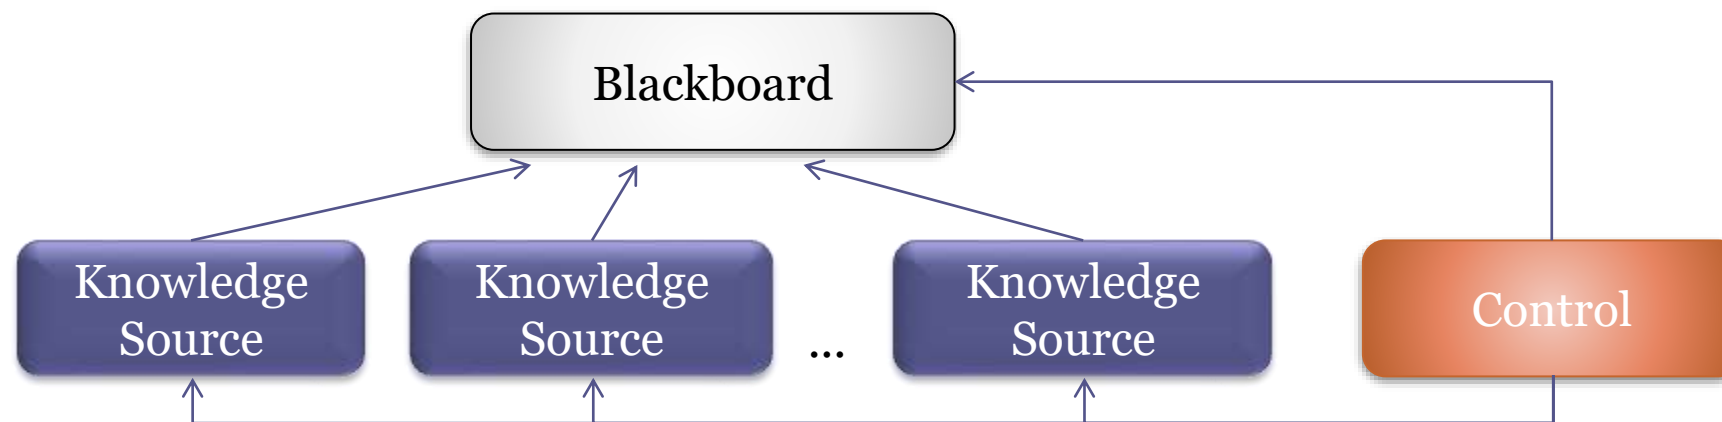 Blackboard
Knowledge
Source
Knowledge
Source
...
Knowledge
Source
Control